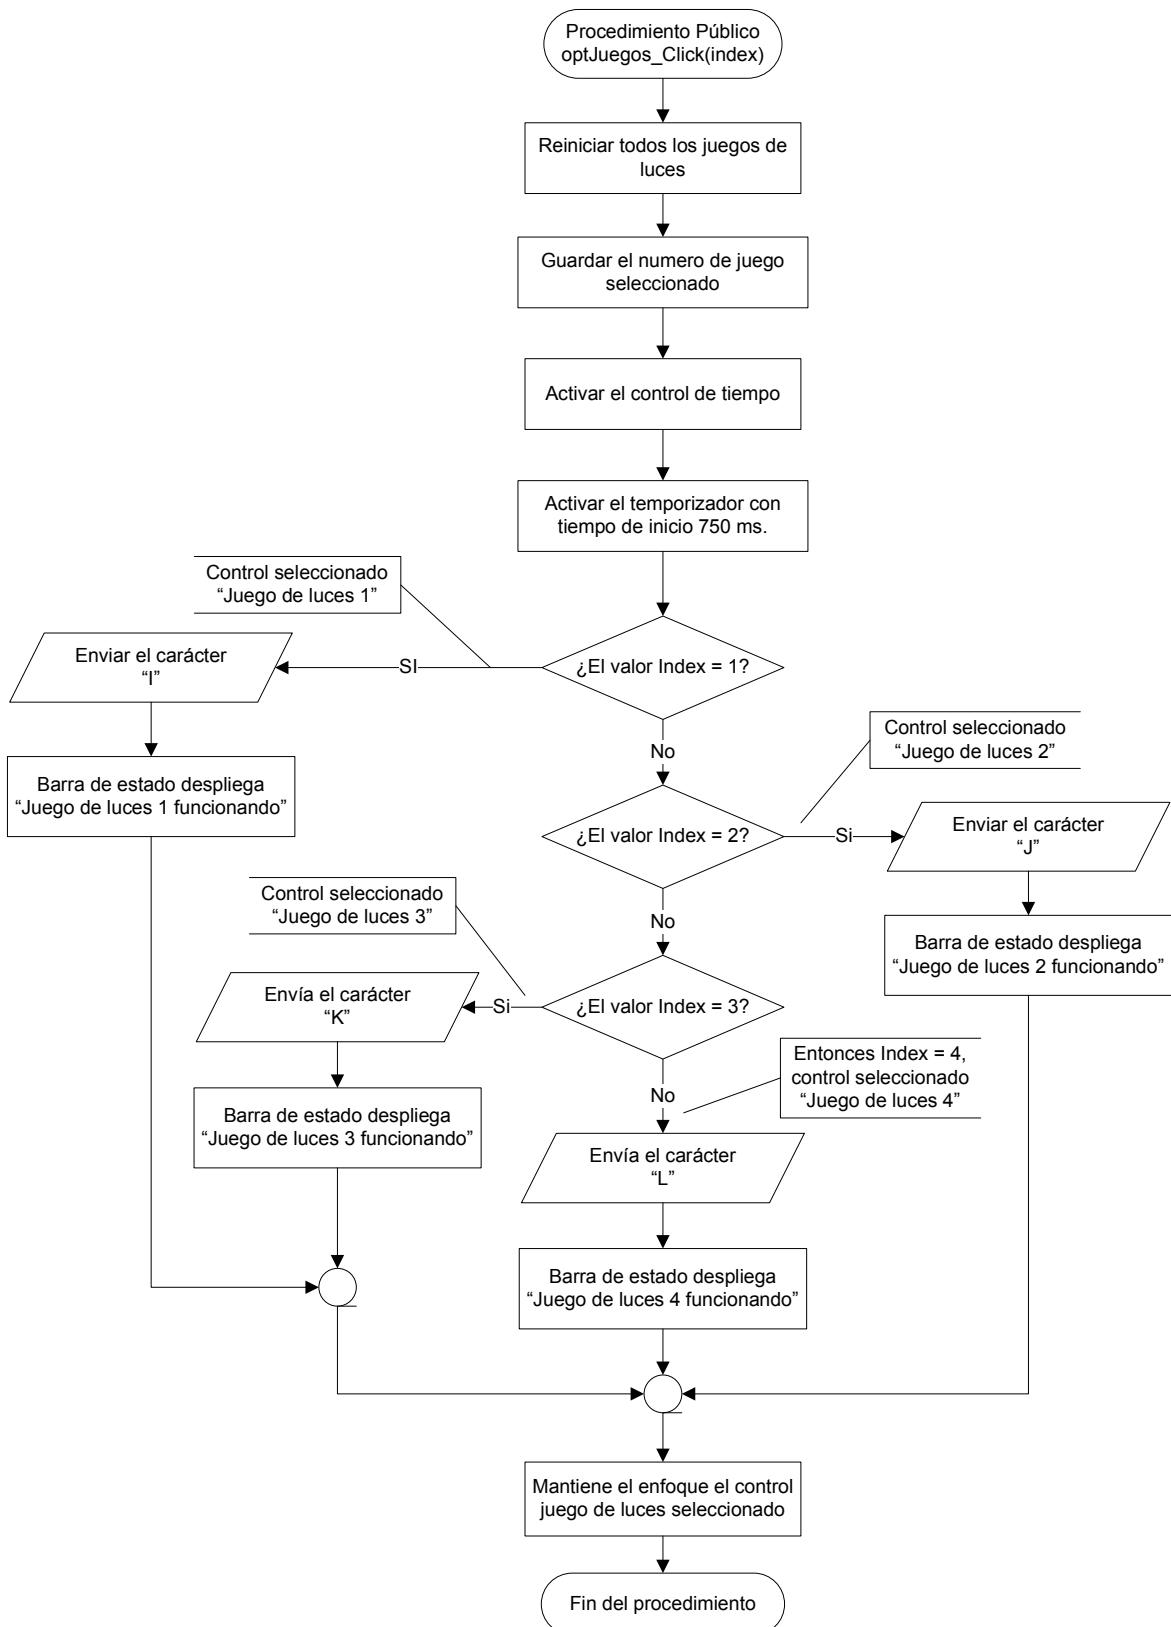 Procedimiento Público
optJuegos_Click(index)
Reiniciar todos los juegos de
luces
Guardar el numero de juego
seleccionado
Activar el control de tiempo
Activar el temporizador con
tiempo de inicio 750 ms.
Control seleccionado
“Juego de luces 1”
¿El valor Index = 1?
SI
Enviar el carácter
“I”
Barra de estado despliega
“Juego de luces 1 funcionando”
No
Control seleccionado
“Juego de luces 2”
¿El valor Index = 2?
Si
Enviar el carácter
“J”
Barra de estado despliega
“Juego de luces 2 funcionando”
No
Control seleccionado
“Juego de luces 3”
¿El valor Index = 3?
Si
Envía el carácter
“K”
Barra de estado despliega
“Juego de luces 3 funcionando”
No
Entonces Index = 4,
control seleccionado
“Juego de luces 4”
Envía el carácter
“L”
Barra de estado despliega
“Juego de luces 4 funcionando”
Mantiene el enfoque el control
juego de luces seleccionado
Fin del procedimiento